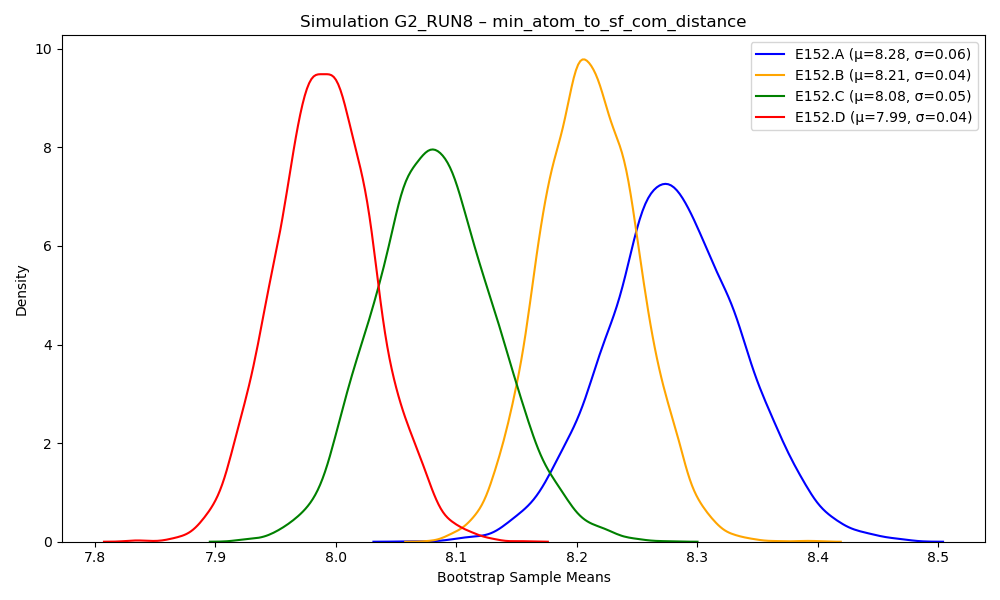 Simulation G2_RUN8 – min_atom_to_sf_com_distance
E152.A (μ=8.28, σ=0.06)
E152.B (μ=8.21, σ=0.04)
E152.C (μ=8.08, σ=0.05)
E152.D (μ=7.99, σ=0.04)
Density
10
8
6
4
2
0
7.8 7.9 8.0 8.1 8.2 8.3 8.4 8.5
Bootstrap Sample Means